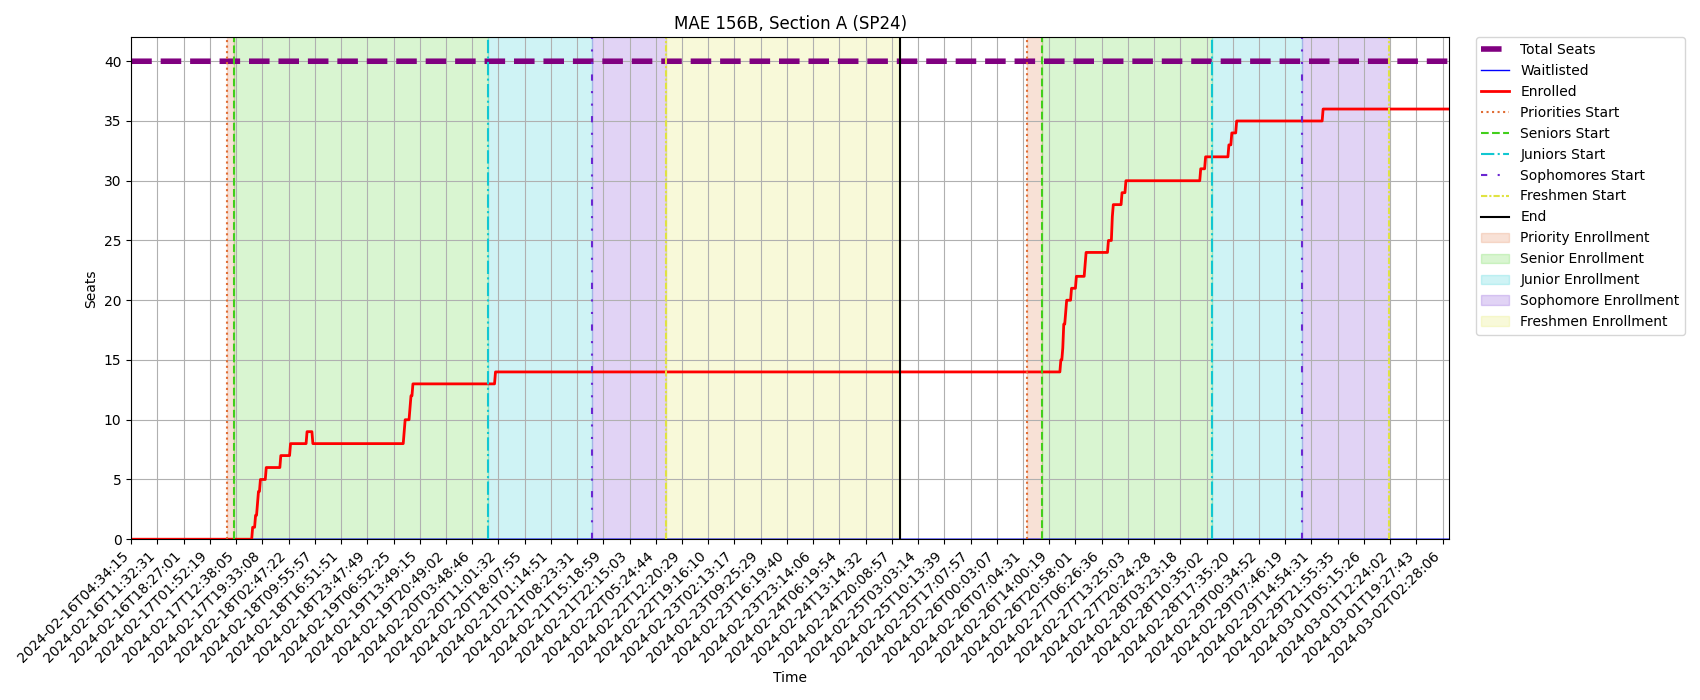 MAE 156B, Section A (SP24)
Seats
40
35
30
25
20
15
10
5
0
2024-02-16T04:34:15
2024-02-16T11:32:31
2024-02-16T18:27:01
2024-02-17T01:52:19
2024-02-17T12:38:05
2024-02-17T19:33:08
2024-02-18T02:47:22
2024-02-18T09:55:57
2024-02-18T16:51:51
2024-02-18T23:47:49
2024-02-19T06:52:25
2024-02-19T13:49:15
2024-02-19T20:49:02
2024-02-20T03:48:46
2024-02-20T11:01:32
2024-02-20T18:07:55
2024-02-21T01:14:51
2024-02-21T08:23:31
2024-02-21T15:18:59
2024-02-21T22:15:03
2024-02-22T05:24:44
2024-02-22T12:20:29
2024-02-22T19:16:10
2024-02-23T02:13:17
2024-02-23T09:25:29
2024-02-23T16:19:40
2024-02-23T23:14:06
2024-02-24T06:19:54
2024-02-24T13:14:32
2024-02-24T20:08:57
2024-02-25T03:03:14
2024-02-25T10:13:39
2024-02-25T17:07:57
2024-02-26T00:03:07
2024-02-26T07:04:31
2024-02-26T14:00:19
2024-02-26T20:58:01
2024-02-27T06:26:36
2024-02-27T13:25:03
2024-02-27T20:24:28
2024-02-28T03:23:18
2024-02-28T10:35:02
2024-02-28T17:35:20
2024-02-29T00:34:52
2024-02-29T07:46:19
2024-02-29T14:54:31
2024-02-29T21:55:35
2024-03-01T05:15:26
2024-03-01T12:24:02
2024-03-01T19:27:43
2024-03-02T02:28:06
Time
Total Seats
Waitlisted
Enrolled
Priorities Start
Seniors Start
Juniors Start
Sophomores Start
Freshmen Start
End
Priority Enrollment
Senior Enrollment
Junior Enrollment
Sophomore Enrollment
Freshmen Enrollment